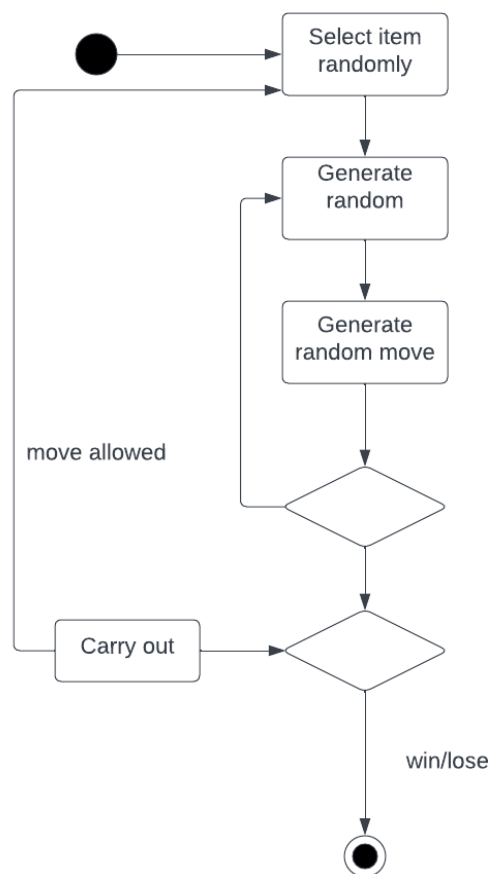 Select item
randomly
Generate
random
Generate
random move
move allowed
Carry out
win/lose